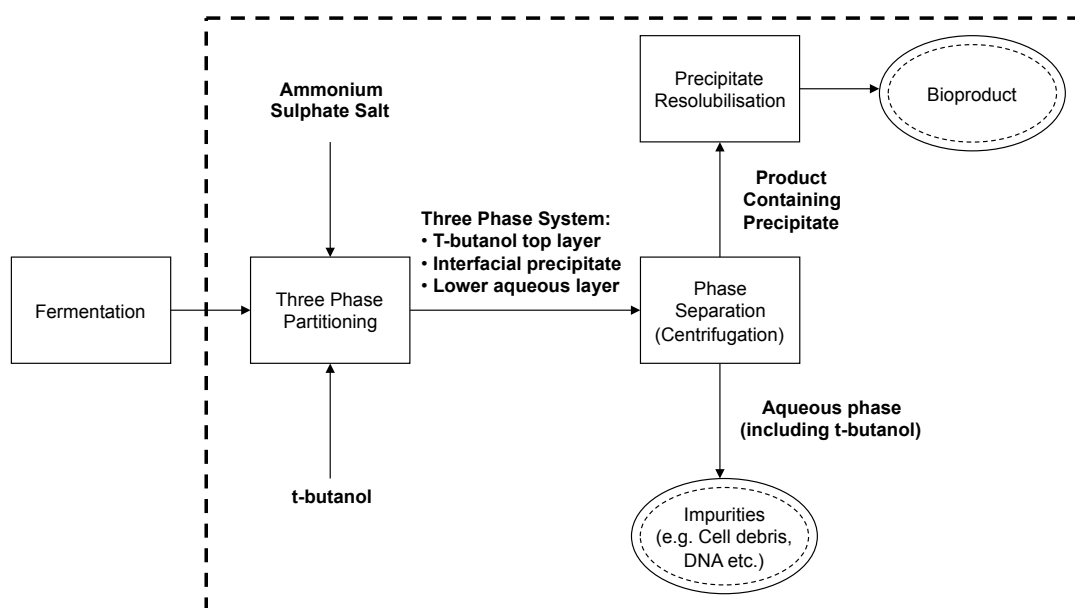 Ammonium
Sulphate Salt
Precipitate
Resolubilisation
Bioproduct
Product
Containing
Precipitate
Three Phase System:
• T-butanol top layer
• Interfacial precipitate
• Lower aqueous layer
Fermentation
Three Phase
Partitioning
Phase
Separation
(Centrifugation)
Aqueous phase
(including t-butanol)
t-butanol
Impurities
(e.g. Cell debris,
DNA etc.)